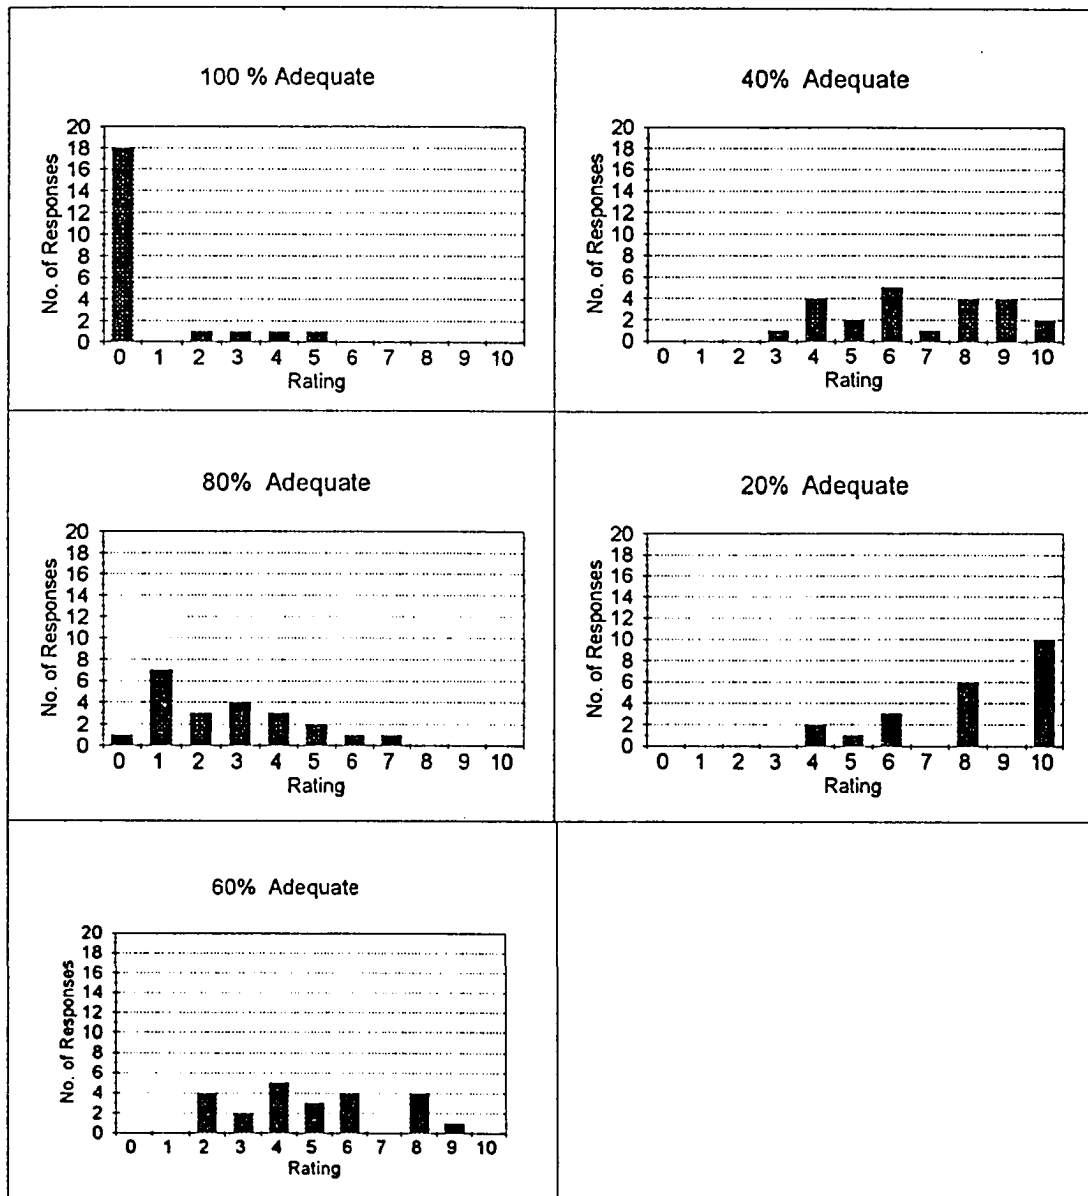 100 % Adequate
No. of Responses
20
18
16
14
12
10
8
6
4
2
0
0 1 2 3 4 5 6 7 8 9 10
Rating
40% Adequate
No. of Responses
20
18
16
14
12
10
8
6
4
2
0
0 1 2 3 4 5 6 7 8 9 10
Rating
80% Adequate
No. of Responses
20
18
16
14
12
10
8
6
4
2
0
0 1 2 3 4 5 6 7 8 9 10
Rating
20% Adequate
No. of Responses
20
18
16
14
12
10
8
6
4
2
0
0 1 2 3 4 5 6 7 8 9 10
Rating
60% Adequate
No. of Responses
20
18
16
14
12
10
8
6
4
2
0
0 1 2 3 4 5 6 7 8 9 10
Rating